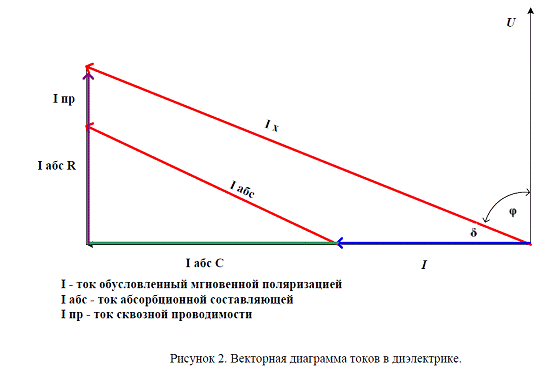 U
I пр
I х
I абс R
I абс
φ
δ
I абс C
I
I - ток обусловленный мгновенной поляризацией
I абс - ток абсорбционной составляющей
I пр - ток сквозной проводимости
Рисунок 2. Векторная диаграмма токов в диэлектрике.